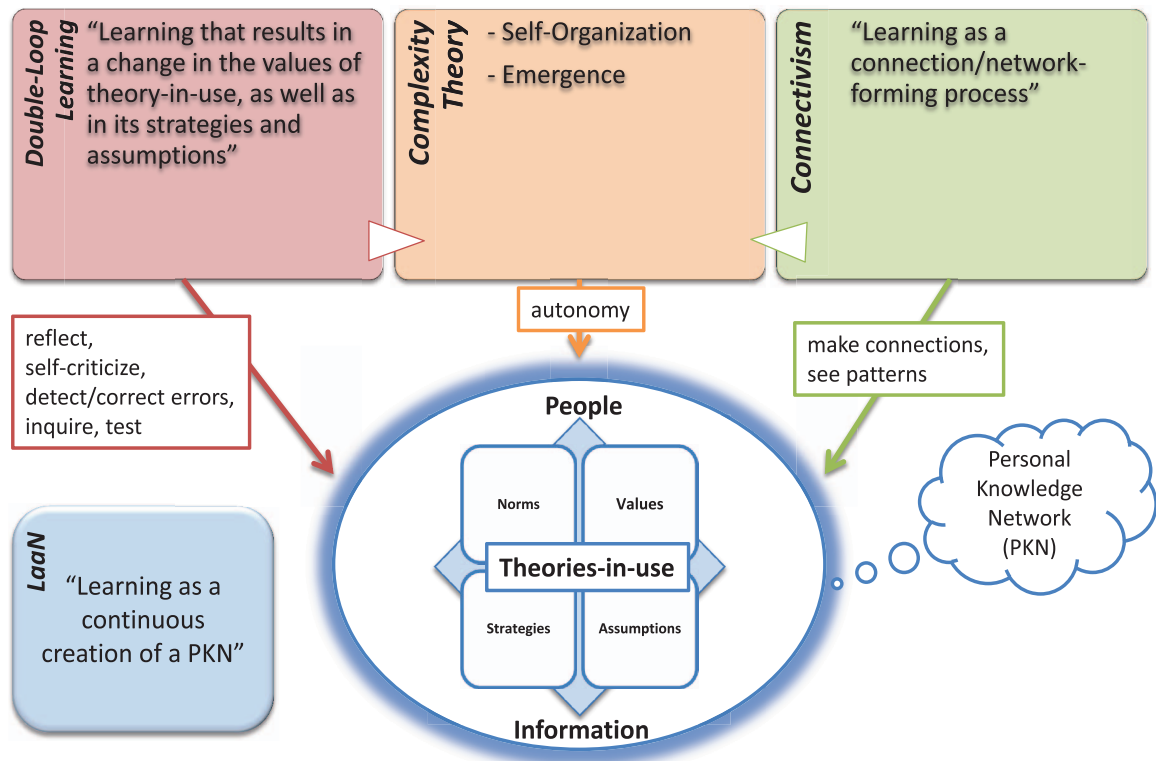 Double-Loop
Learning
“Learning that results in
a change in the values of
theory-in-use, as well as
in its strategies and
assumptions”
Complexity
Theory
- Self-Organization
- Emergence
Connectivism
“Learning as a
connection/network-
forming process”
reflect,
self-criticize,
detect/correct errors,
inquire, test
autonomy
make connections,
see patterns
People
Norms
Values
Theories-in-use
Strategies
Assumptions
Information
Personal
Knowledge
Network
(PKN)
LaaN
“Learning as a
continuous
creation of a PKN”